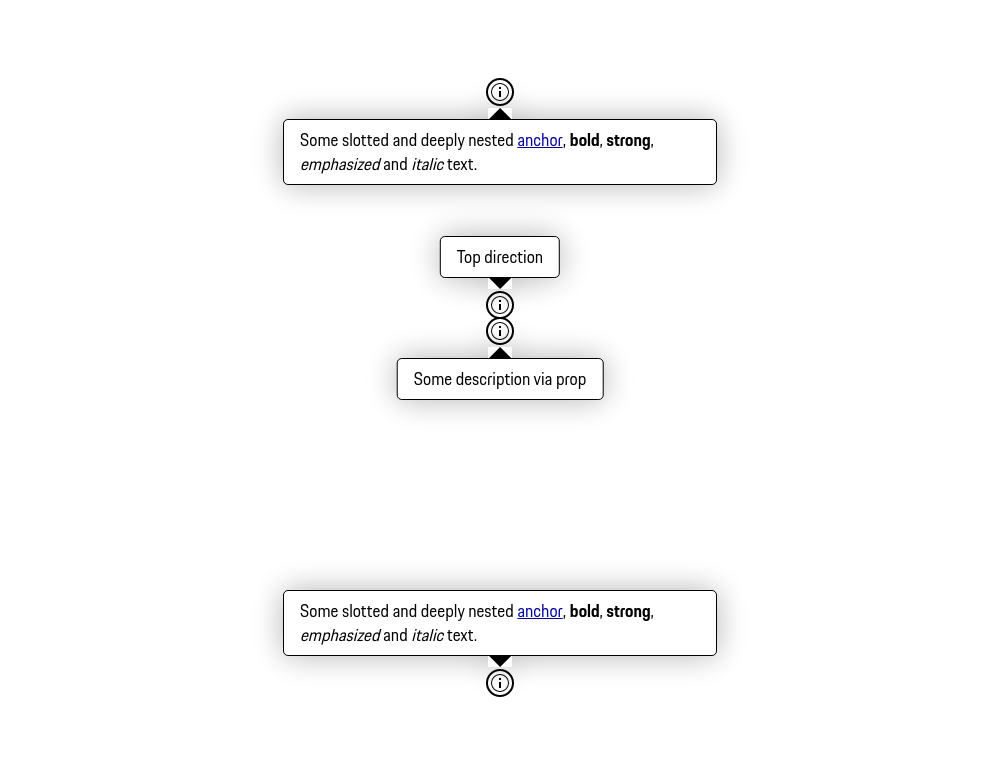 Some slotted and deeply nested anchor, bold, strong,
emphasized and italic text.
Top direction
Some description via prop
Some slotted and deeply nested anchor, bold, strong,
emphasized and italic text.